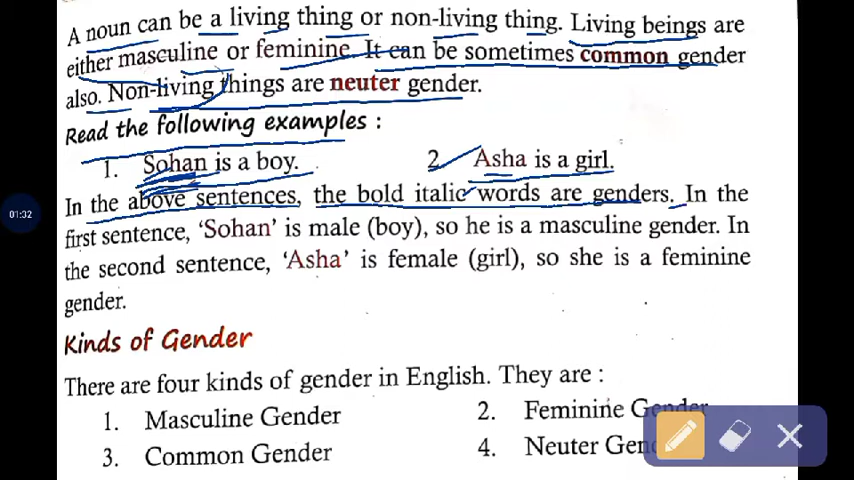 A noun can be a living thing or non-living thing. Living beings are
either masculine or feminine. It can be sometimes common gender
also. Non-living things are neuter gender.
Read the following examples :
1. Sohan is a boy. 2. Asha is a girl.
In the above sentences, the bold italic words are genders. In the
first sentence, ‘Sohan’ is male (boy), so he is a masculine gender. In
the second sentence, ‘Asha’ is female (girl), so she is a feminine
gender.
Kinds of Gender
There are four kinds of gender in English. They are :
1. Masculine Gender 2. Feminine Gender
3. Common Gender 4. Neuter Gen
01:32